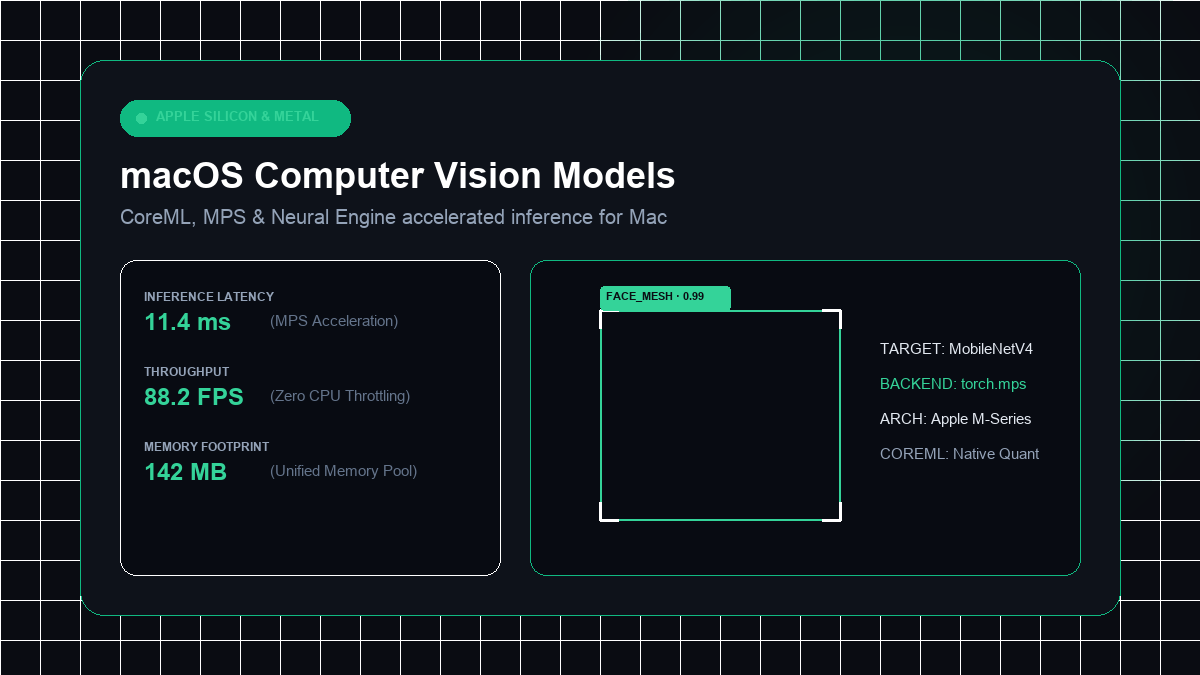 APPLE SILICON & METAL
macOS Computer Vision Models
CoreML, MPS & Neural Engine accelerated inference for Mac
INFERENCE LATENCY
11.4 ms (MPS Acceleration)
THROUGHPUT
88.2 FPS (Zero CPU Throttling)
MEMORY FOOTPRINT
142 MB (Unified Memory Pool)
FACE_MESH · 0.99
TARGET: MobileNetV4
BACKEND: torch.mps
ARCH: Apple M-Series
COREML: Native Quant